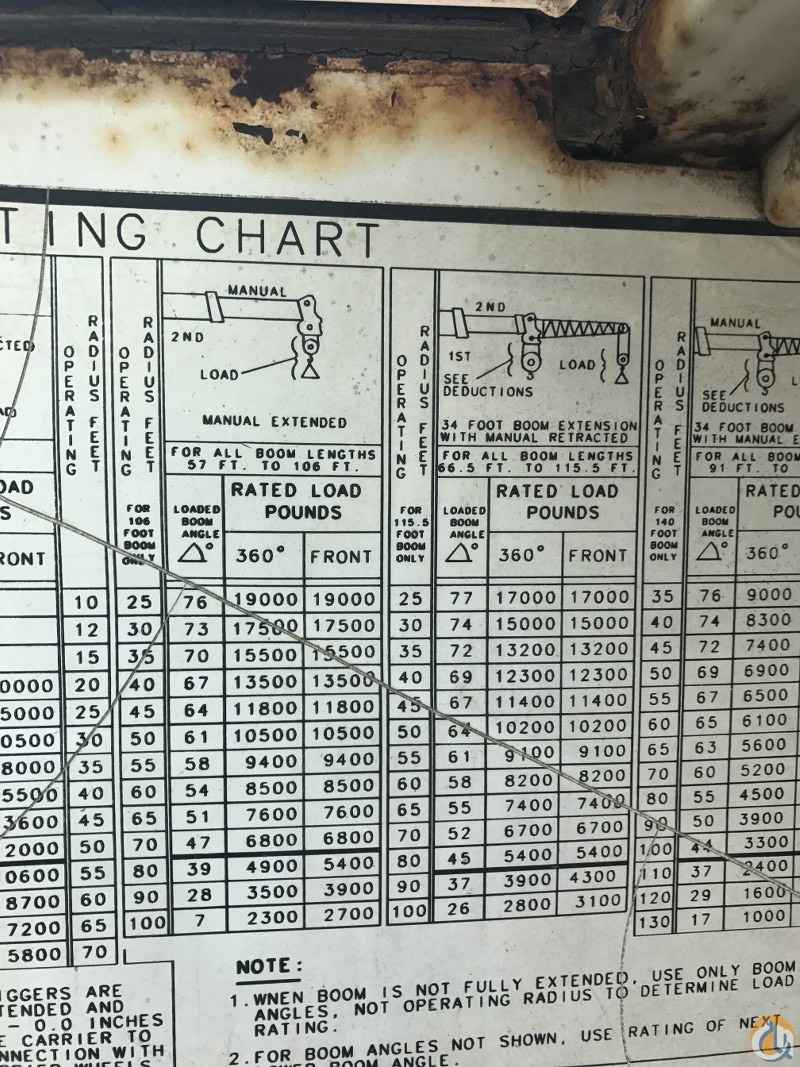 TING CHART
OPERATING RADIUS FEET
10
12
15
0000 20
5000 25
0500 30
8000 35
5500 40
3600 45
2000 50
0600 55
8700 60
7200 65
5800 70
OAD
S
RONT
OPERATING RADIUS FEET
FOR 106 FOOT BOOM ONLY
MANUAL
2ND
LOAD
MANUAL EXTENDED
FOR ALL BOOM LENGTHS
57 FT. TO 106 FT.
LOADED BOOM ANGLE
RATED LOAD
POUNDS
360° FRONT
25 76 19000 19000
30 73 17500 17500
35 70 15500 15500
40 67 13500 13500
45 64 11800 11800
50 61 10500 10500
55 58 9400 9400
60 54 8500 8500
65 51 7600 7600
70 47 6800 6800
80 39 4900 5400
90 28 3500 3900
100 7 2300 2700
OPERATING RADIUS FEET
FOR 115.5 FOOT BOOM ONLY
2ND
1ST
SEE
DEDUCTIONS
LOAD
34 FOOT BOOM EXTENSION
WITH MANUAL RETRACTED
FOR ALL BOOM LENGTHS
66.5 FT. TO 115.5 FT.
LOADED BOOM ANGLE
RATED LOAD
POUNDS
360° FRONT
25 77 17000 17000
30 74 15000 15000
35 72 13200 13200
40 69 12300 12300
45 67 11400 11400
50 64 10200 10200
55 61 9100 9100
60 58 8200 8200
65 55 7400 7400
70 52 6700 6700
80 45 5400 5400
90 37 3900 4300
100 26 2800 3100
OPERATING RADIUS FEET
FOR 140 FOOT BOOM ONLY
MANUAL
SEE
DEDUCTIONS
34 FOOT BOOM
WITH MANUAL E
FOR ALL BOOM
91 FT. TO
LOADED BOOM ANGLE
RATED
POU
360°
35 76 9000
40 74 8300
45 72 7400
50 69 6900
55 67 6500
60 65 6100
65 63 5600
70 60 5200
80 55 4500
90 50 3900
100 44 3300
110 37 2400
120 29 1600
130 17 1000
IGGERS ARE
TENDED AND
- 0.0 INCHES
E CARRIER TO
NNECTION WITH
NOTE:
1. WNEN BOOM IS NOT FULLY EXTENDED, USE ONLY BOOM
ANGLES, NOT OPERATING RADIUS TO DETERMINE LOAD
RATING.
2. FOR BOOM ANGLES NOT SHOWN, USE RATING OF NEXT
LOWER BOOM ANGLE.